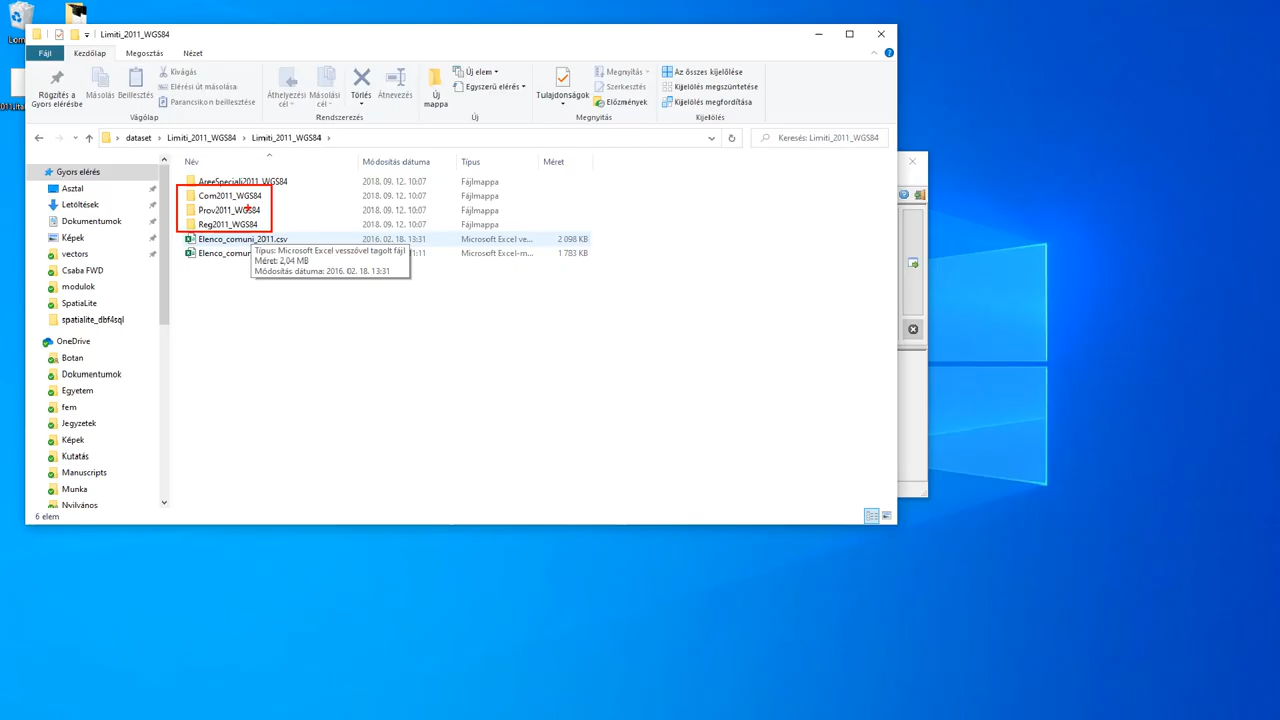 Lom
Limiti_2011_WGS84
Fájl Kezdőlap Megosztás Nézet
Rögzítés a Gyors elérésbe
Másolás
Beillesztés
Kivágás
Elérési út másolása
Parancsikon beillesztése
Vágólap
Áthelyezési cél
Másolási cél
Törlés
Átnevezés
Rendezés
Új mappa
Új elem
Egyszerű elérés
Új
Tulajdonságok
Megnyitás
Szerkesztés
Előzmények
Megnyitás
Az összes kijelölése
Kijelölés megszüntetése
Kijelölés megfordítása
Kijelölés
dataset Limiti_2011_WGS84 Limiti_2011_WGS84
Keresés: Limiti_2011_WGS84
Név Módosítás dátuma Típus Méret
AreeSpeciali2011_WGS84 2018. 09. 12. 10:07 Fájlmappa
Com2011_WGS84 2018. 09. 12. 10:07 Fájlmappa
Prov2011_WGS84 2018. 09. 12. 10:07 Fájlmappa
Reg2011_WGS84 2018. 09. 12. 10:07 Fájlmappa
Elenco_comuni_2011.csv 2016. 02. 18. 13:31 Microsoft Excel ve... 2 098 KB
Elenco_comun 11:11 Microsoft Excel-m... 1 783 KB
Típus: Microsoft Excel vesszővel tagolt fájl
Méret: 2,04 MB
Módosítás dátuma: 2016. 02. 18. 13:31
Gyors elérés
Asztal
Letöltések
Dokumentumok
Képek
vectors
Csaba FWD
modulok
SpatiaLite
spatialite_dbf4sql
OneDrive
Botan
Dokumentumok
Egyetem
fem
Jegyzetek
Képek
Kutatás
Manuscripts
Munka
Nyilvános
6 elem